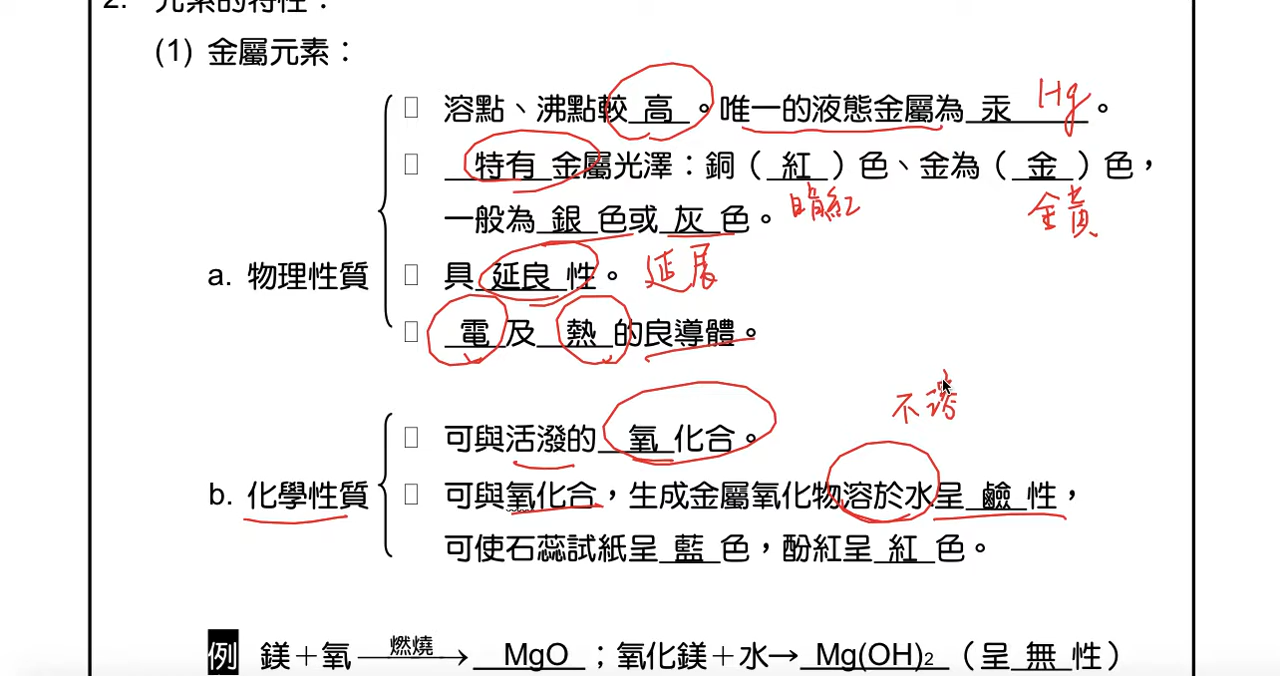 2. 元素的特性：
(1) 金屬元素：
溶點、沸點較 高 。唯一的液態金屬為 汞 。 Hg
特有 金屬光澤：銅（ 紅 ）色、金為（ 金 ）色，
一般為 銀 色或 灰 色。 暗紅 金黃
a. 物理性質
具 延良 性。 延展
電 及 熱 的良導體。
不溶
可與活潑的 氧 化合。
b. 化學性質
可與氧化合，生成金屬氧化物溶於水呈 鹼 性，
可使石蕊試紙呈 藍 色，酚紅呈 紅 色。
例 鎂＋氧 燃燒→ MgO ；氧化鎂＋水→ Mg(OH)2 （呈 無 性）